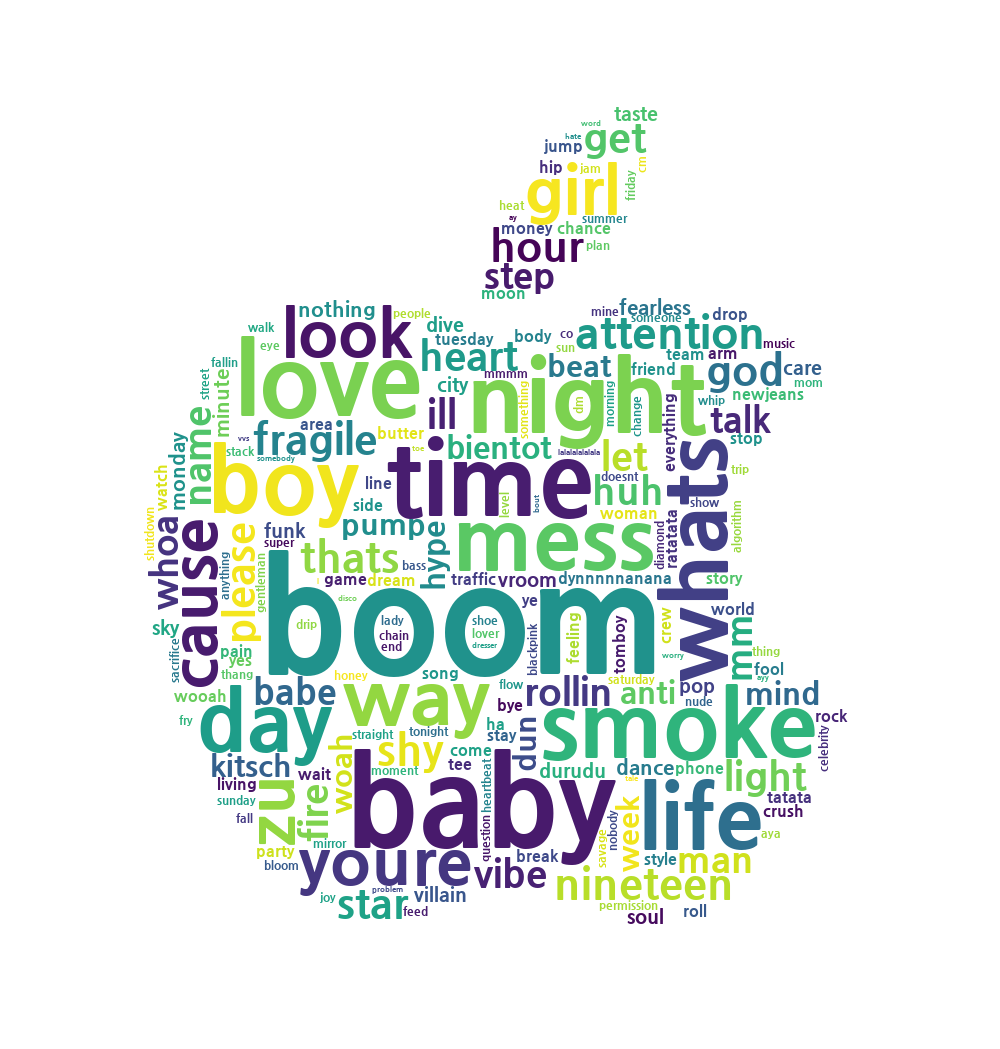 taste
word
get
hate
jump
hip
jam
cm
girl
friday
heat
ay
summer
money
chance
hour
plan
step
moon
nothing
people
mine
fearless
someone
drop
look
walk
dive
tuesday
body
co
attention
music
eye
love
heart
mmmm
sun
beat
team
arm
friend
god
care
mom
fallin
street
minute
city
night
something
dm
morning
change
whip
newjeans
name
area
fragile
butter
ill
bientot
lalalalalalala
let
everything
talk
stop
vvs
stack
somebody
toe
monday
watch
boy
line
time
doesnt
huh
whats
trip
show
side
level
bout
woman
shutdown
whoa
cause
please
funk
super
pumpe
hype
mess
diamond
ratatata
algorithm
anything
gentleman
thats
game
dream
bass
traffic
vroom
dynnnnnanana
story
disco
boom
ye
world
drip
lady
chain
end
shoe
lover
dresser
blackpink
feeling
tomboy
crew
mm
sky
sacrifice
pain
yes
thang
worry
thing
fool
ayy
wooah
babe
honey
song
way
flow
rollin
saturday
anti
pop
nude
mind
fry
day
bye
ha
stay
dun
smoke
rock
celebrity
straight
tonight
shy
woah
kitsch
wait
moment
come
tee
heartbeat
durudu
dance
phone
light
living
sunday
fall
zu
fire
baby
question
savage
nobody
week
tatata
crush
life
aya
party
mirror
bloom
youre
vibe
break
style
man
nineteen
joy
star
problem
feed
villain
permission
soul
roll